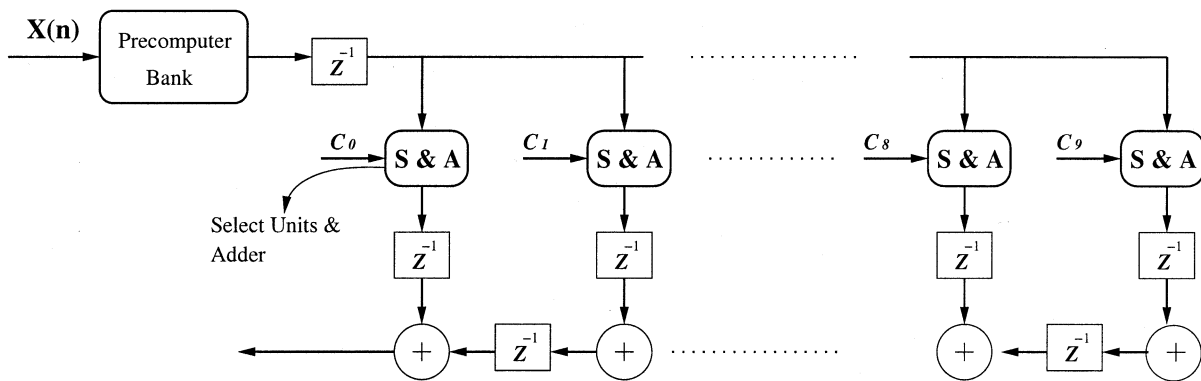 X(n)
Precomputer
Bank
Z⁻¹
C₀
S & A
C₁
S & A
C₈
S & A
C₉
S & A
Select Units &
Adder
Z⁻¹
Z⁻¹
Z⁻¹
Z⁻¹
+
Z⁻¹
+
+
Z⁻¹
+